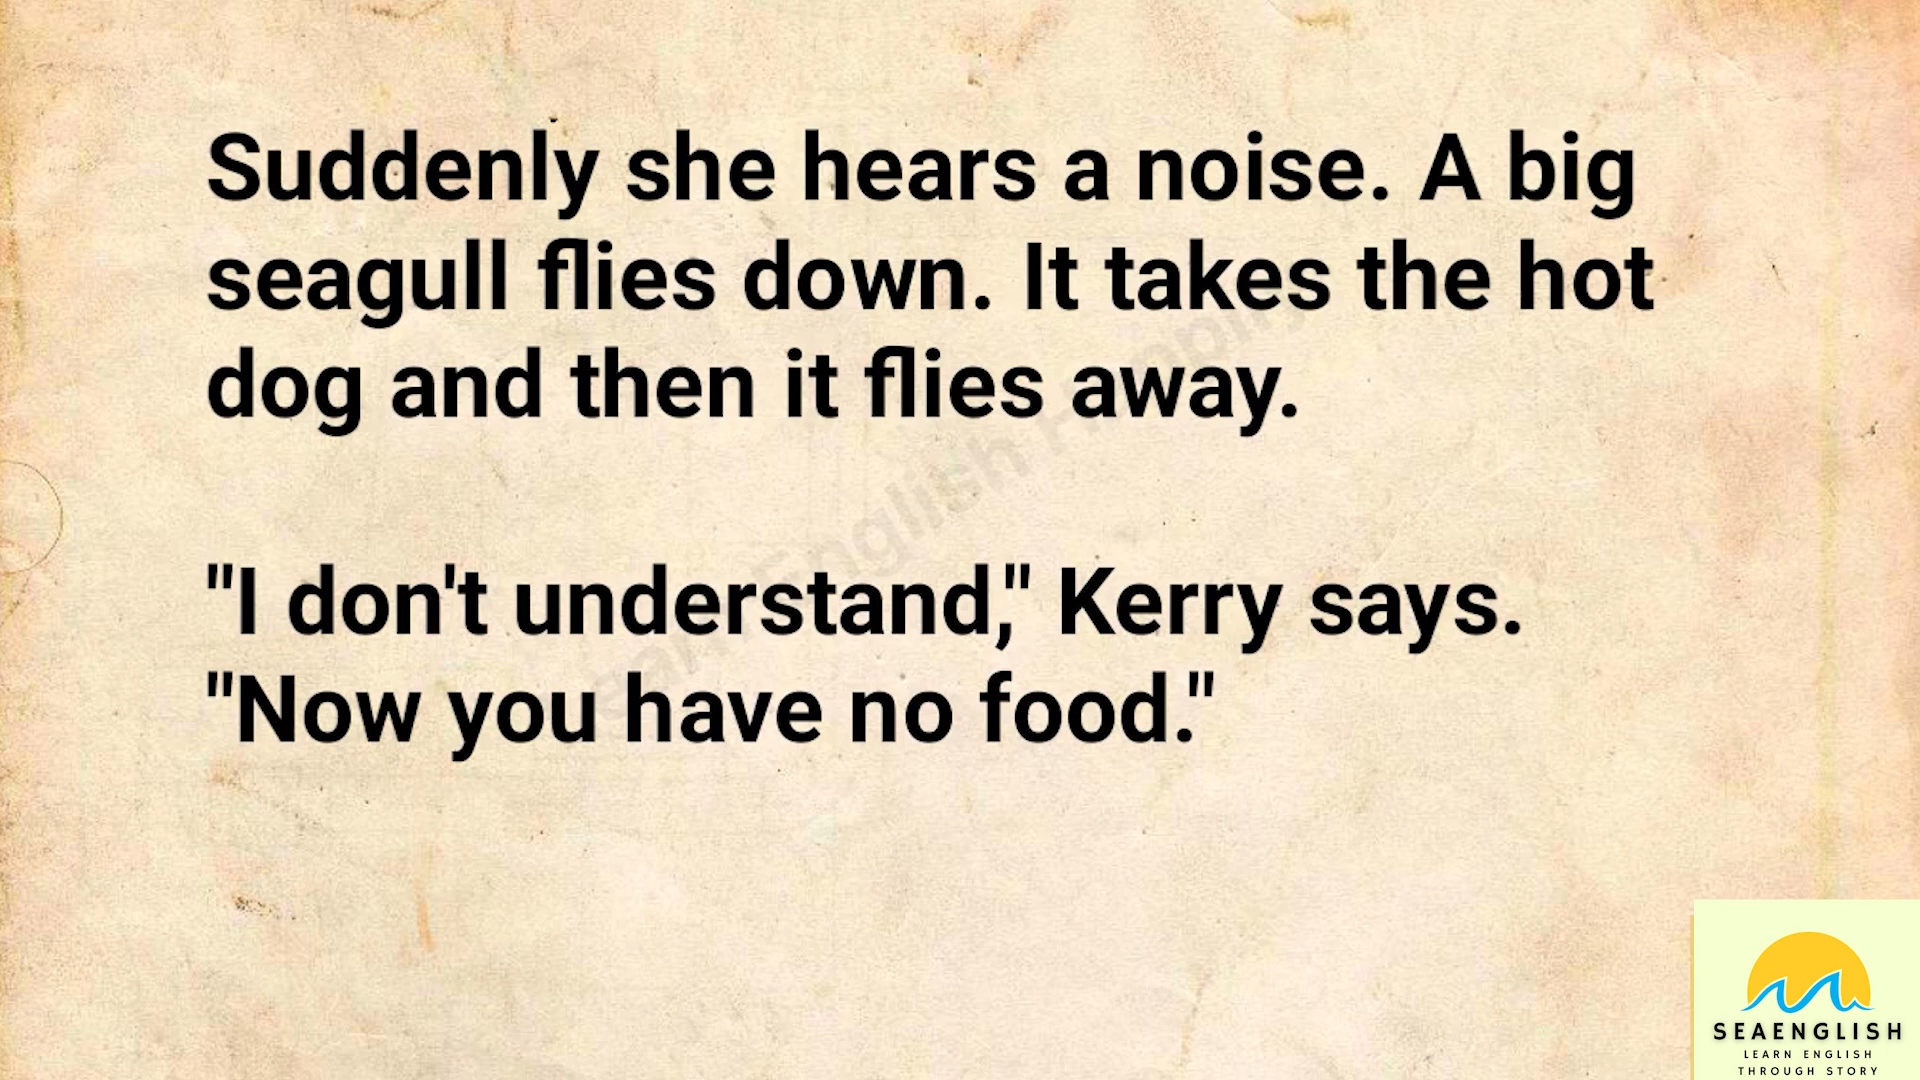 Suddenly she hears a noise. A big
seagull flies down. It takes the hot
dog and then it flies away.
"I don't understand," Kerry says.
"Now you have no food."
English
SEAENGLISH
LEARN ENGLISH
THROUGH STORY